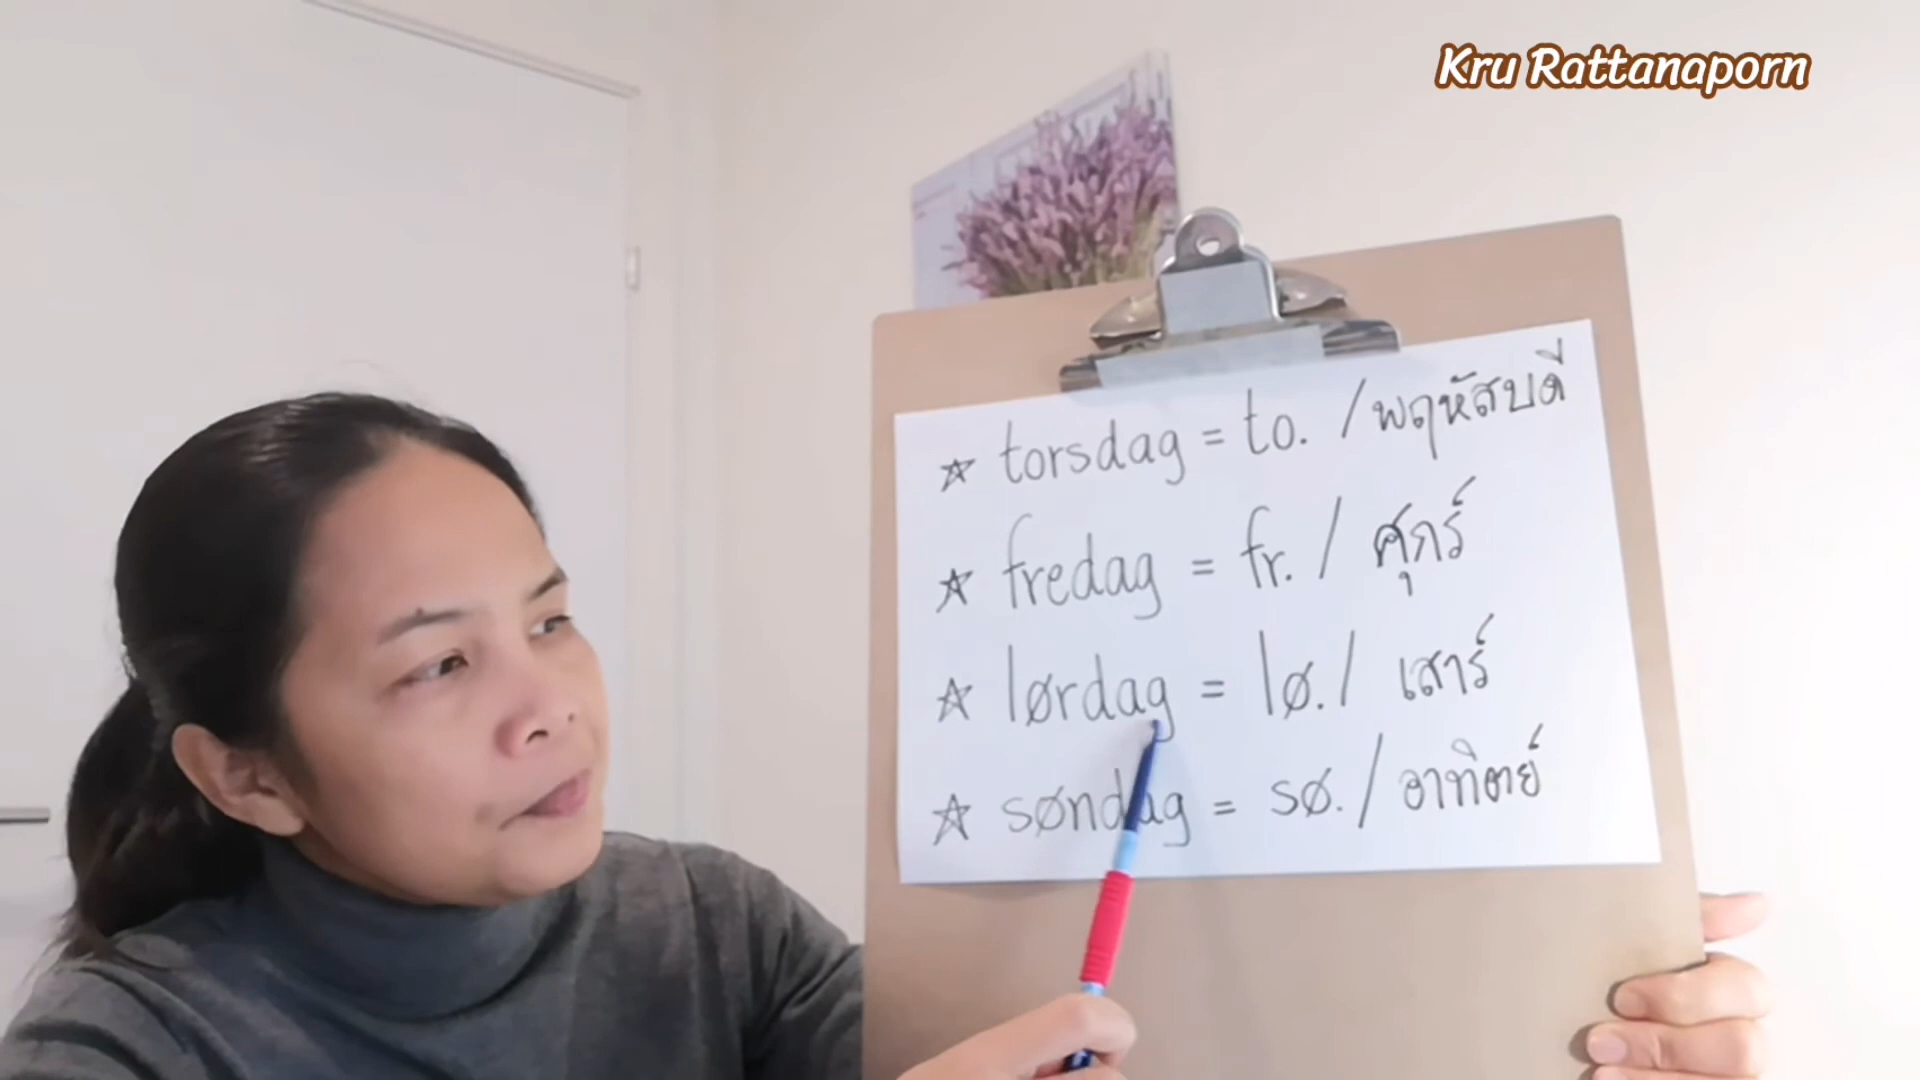 Kru Rattanaporn
☆ torsdag = to. / พฤหัสบดี
☆ fredag = fr. / ศุกร์
☆ lørdag = lø. / เสาร์
☆ søndag = sø. / อาทิตย์